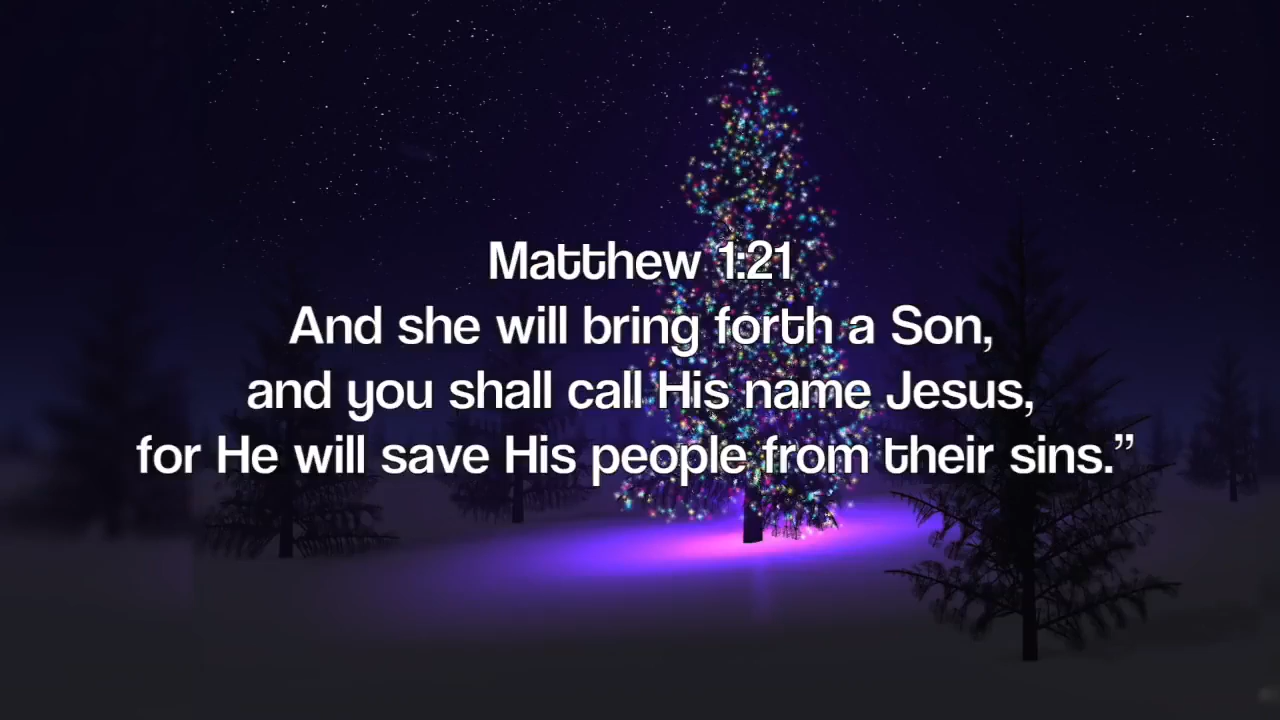 Matthew 1:21
And she will bring forth a Son,
and you shall call His name Jesus,
for He will save His people from their sins.”